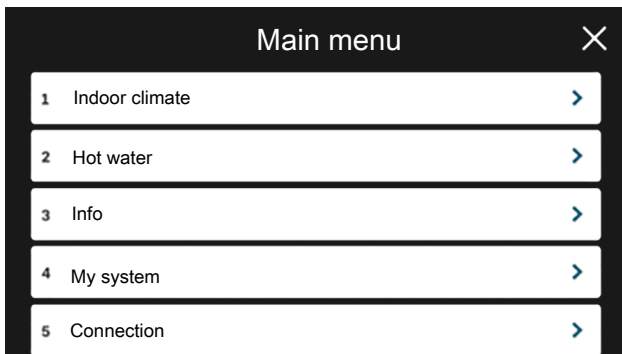 Main menu
1 Indoor climate
2 Hot water
3 Info
4 My system
5 Connection